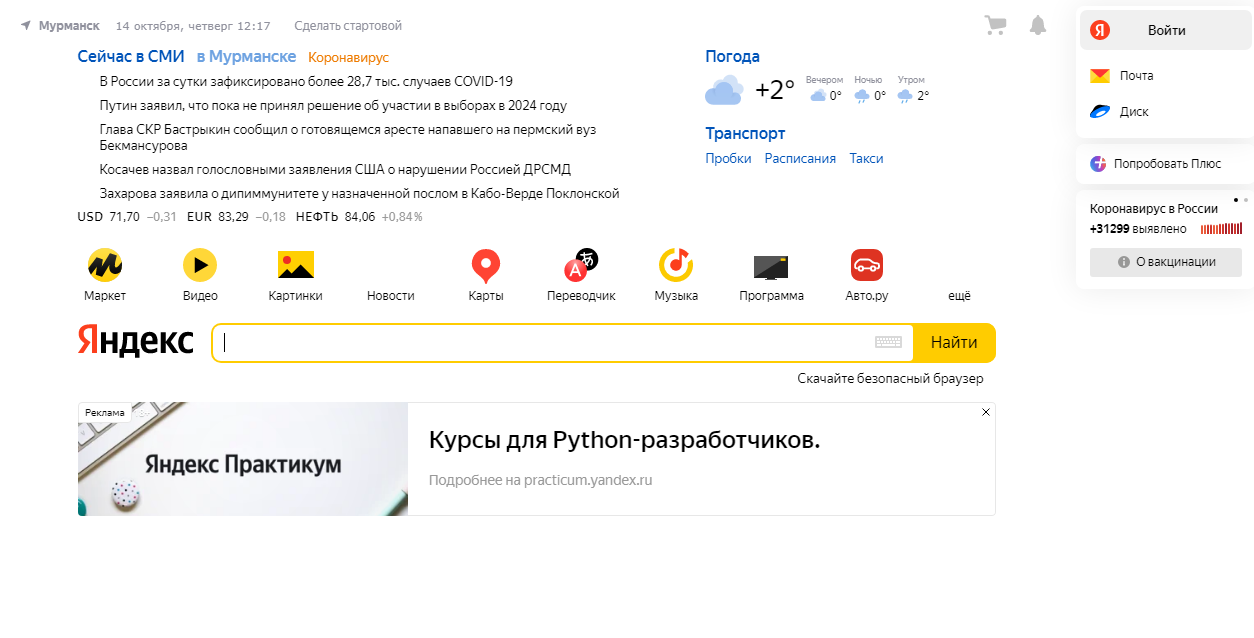 Мурманск 14 октября, четверг 12:17 Сделать стартовой
Войти
Почта
Диск
Попробовать Плюс
Коронавирус в России
+31299 выявлено
О вакцинации
Сейчас в СМИ в Мурманске Коронавирус
В России за сутки зафиксировано более 28,7 тыс. случаев COVID-19
Путин заявил, что пока не принял решение об участии в выборах в 2024 году
Глава СКР Бастрыкин сообщил о готовящемся аресте напавшего на пермский вуз
Бекмансурова
Косачев назвал голословными заявления США о нарушении Россией ДРСМД
Захарова заявила о дипиммунитете у назначенной послом в Кабо-Верде Поклонской
USD 71,70 −0,31 EUR 83,29 −0,18 НЕФТЬ 84,06 +0,84%
Погода
+2° Вечером 0° Ночью 0° Утром 2°
Транспорт
Пробки Расписания Такси
Маркет Видео Картинки Новости Карты Переводчик Музыка Программа Авто.ру ещё
Яндекс
Найти
Скачайте безопасный браузер
Реклама
Яндекс Практикум
Курсы для Python-разработчиков.
Подробнее на practicum.yandex.ru